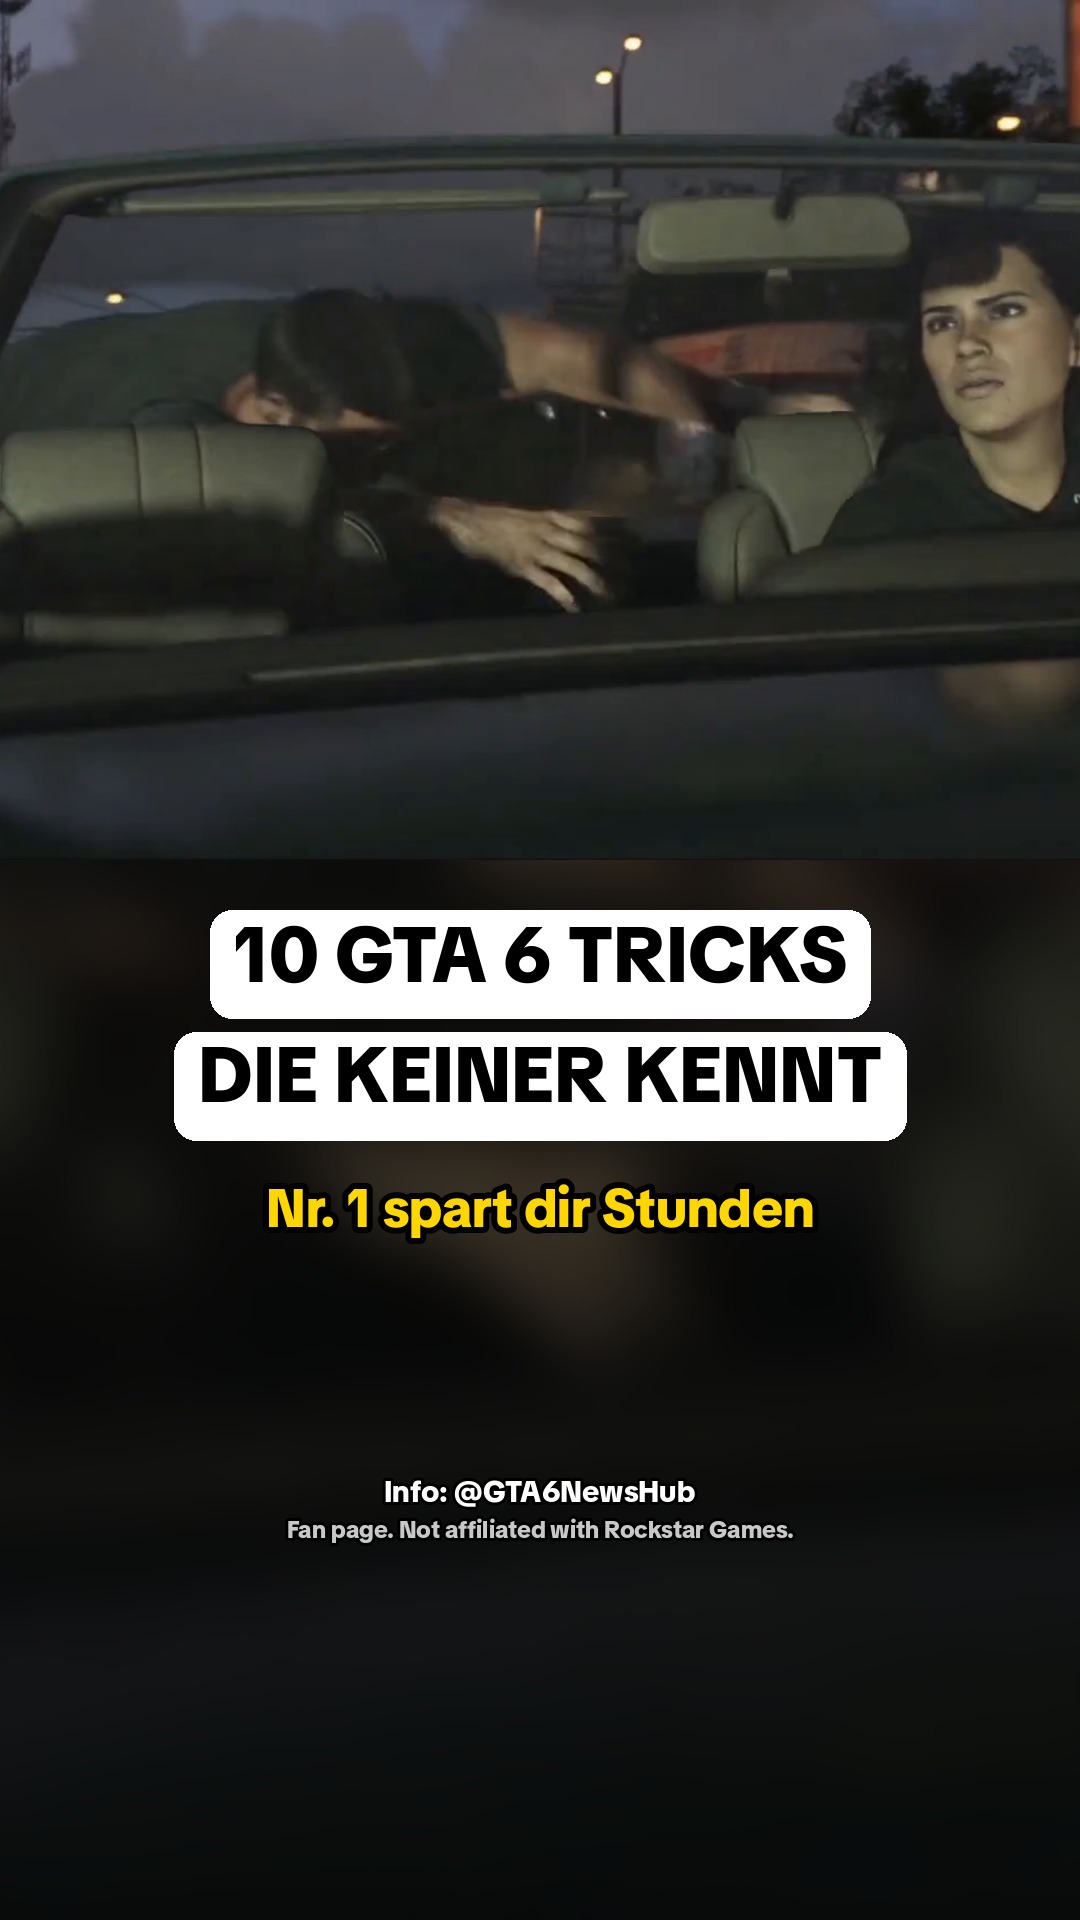 10 GTA 6 TRICKS
DIE KEINER KENNT
Nr. 1 spart dir Stunden
Info: @GTA6NewsHub
Fan page. Not affiliated with Rockstar Games.